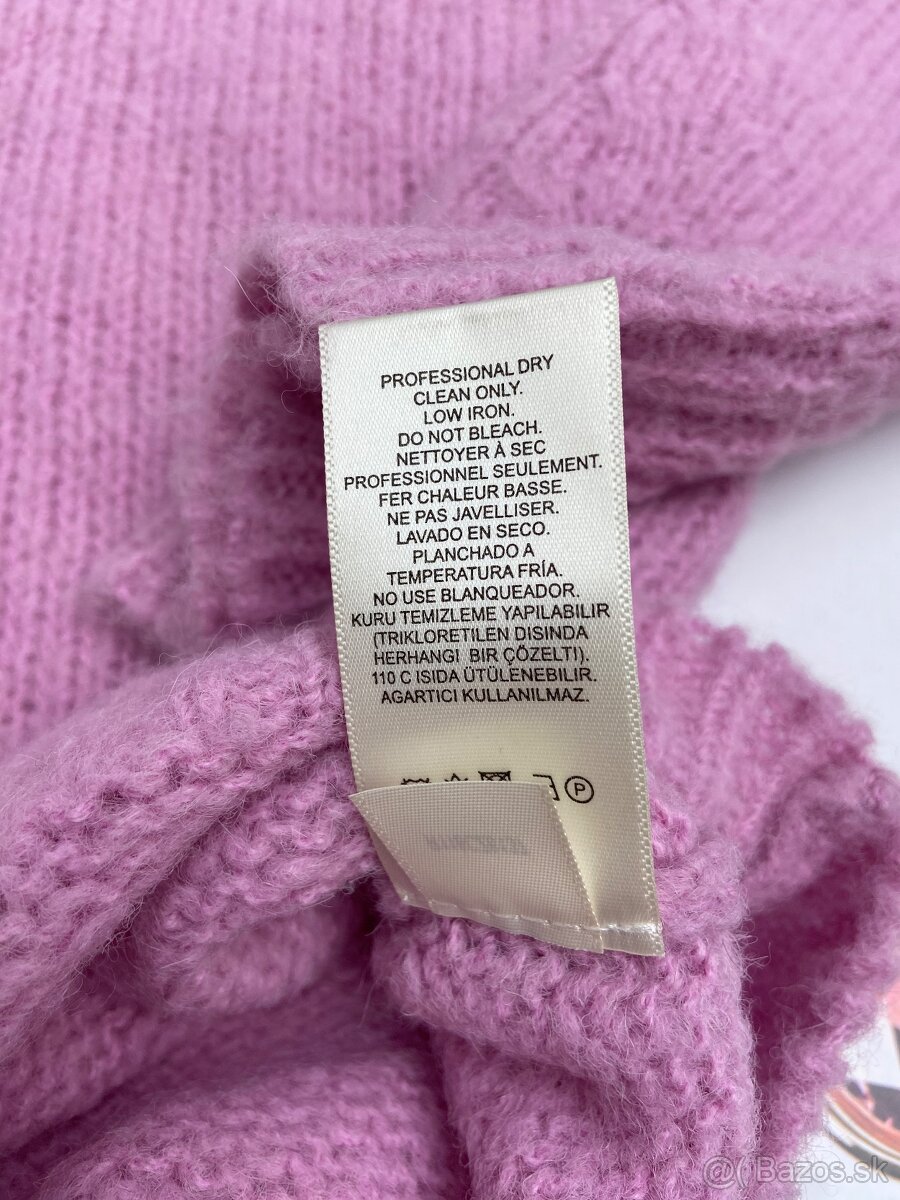 PROFESSIONAL DRY
CLEAN ONLY.
LOW IRON.
DO NOT BLEACH.
NETTOYER À SEC
PROFESSIONNEL SEULEMENT.
FER CHALEUR BASSE.
NE PAS JAVELLISER.
LAVADO EN SECO.
PLANCHADO A
TEMPERATURA FRÍA.
NO USE BLANQUEADOR.
KURU TEMIZLEME YAPILABILIR
(TRIKLORETILEN DISINDA
HERHANGI BIR ÇÖZELTI).
110 C ISIDA ÜTÜLENEBILIR.
AGARTICI KULLANILMAZ.
P
@( Bazos.sk